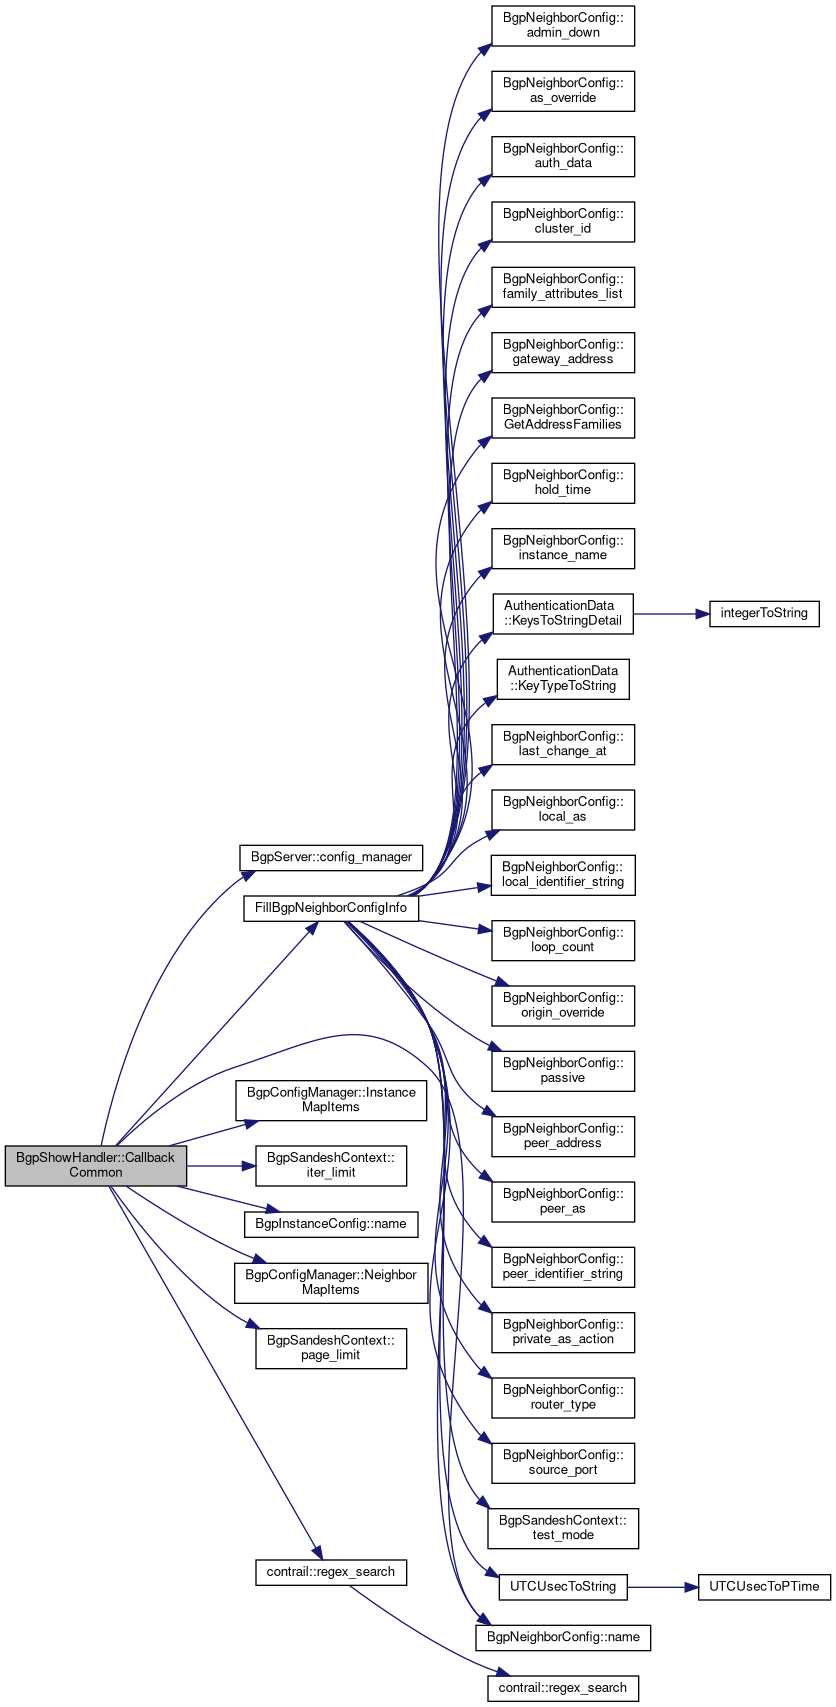 BgpNeighborConfig::
admin_down
BgpNeighborConfig::
as_override
BgpNeighborConfig::
auth_data
BgpNeighborConfig::
cluster_id
BgpNeighborConfig::
family_attributes_list
BgpNeighborConfig::
gateway_address
BgpNeighborConfig::
GetAddressFamilies
BgpNeighborConfig::
hold_time
BgpNeighborConfig::
instance_name
AuthenticationData
::KeysToStringDetail
integerToString
AuthenticationData
::KeyTypeToString
BgpNeighborConfig::
last_change_at
BgpNeighborConfig::
local_as
BgpServer::config_manager
BgpNeighborConfig::
local_identifier_string
FillBgpNeighborConfigInfo
BgpNeighborConfig::
loop_count
BgpNeighborConfig::
origin_override
BgpNeighborConfig::
passive
BgpConfigManager::Instance
MapItems
BgpNeighborConfig::
peer_address
BgpShowHandler::Callback
Common
BgpSandeshContext::
iter_limit
BgpNeighborConfig::
peer_as
BgpInstanceConfig::name
BgpNeighborConfig::
peer_identifier_string
BgpConfigManager::Neighbor
MapItems
BgpNeighborConfig::
private_as_action
BgpSandeshContext::
page_limit
BgpNeighborConfig::
router_type
BgpNeighborConfig::
source_port
BgpSandeshContext::
test_mode
contrail::regex_search
UTCUsecToString
UTCUsecToPTime
BgpNeighborConfig::name
contrail::regex_search